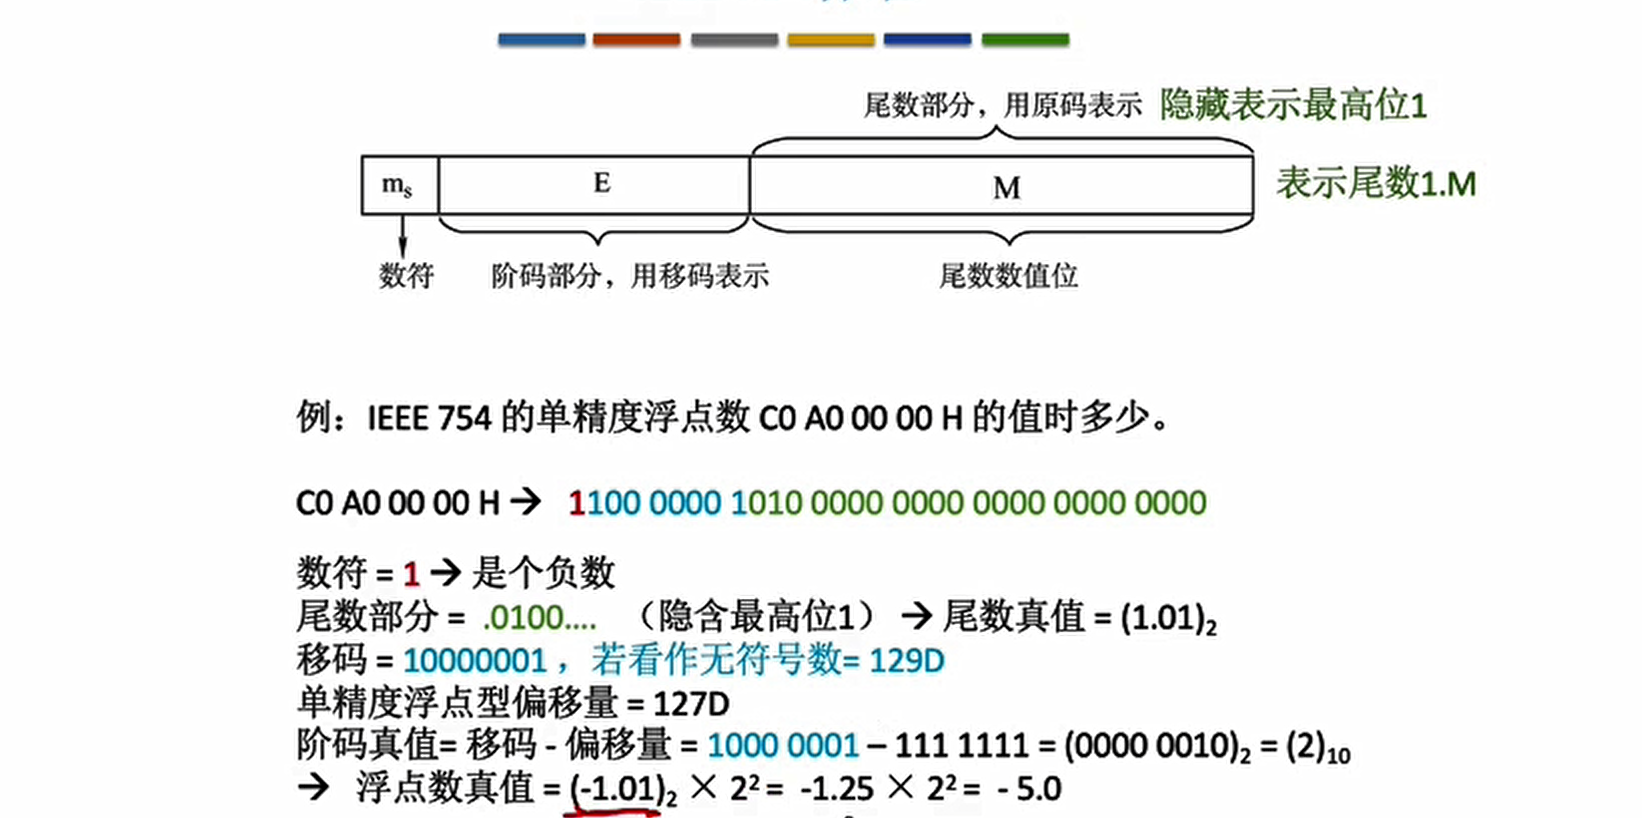 尾数部分，用原码表示 隐藏表示最高位1
mₛ E M 表示尾数1.M
数符 阶码部分，用移码表示 尾数数值位
例：IEEE 754 的单精度浮点数 C0 A0 00 00 H 的值时多少。
C0 A0 00 00 H → 1100 0000 1010 0000 0000 0000 0000 0000
数符 = 1 → 是个负数
尾数部分 = .0100.... （隐含最高位1） → 尾数真值 = (1.01)₂
移码 = 10000001 ，若看作无符号数= 129D
单精度浮点型偏移量 = 127D
阶码真值= 移码 - 偏移量 = 1000 0001 – 111 1111 = (0000 0010)₂ = (2)₁₀
→ 浮点数真值 = (-1.01)₂ × 2² = -1.25 × 2² = - 5.0